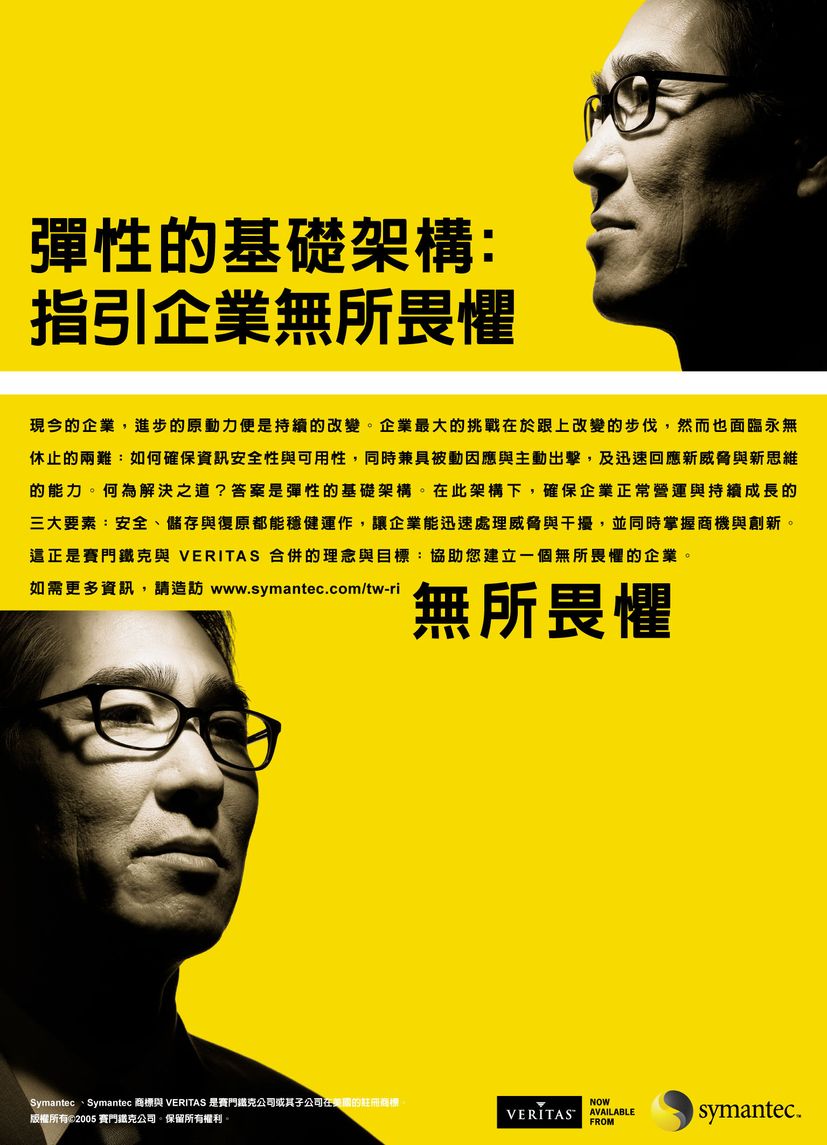 彈性的基礎架構:
指引企業無所畏懼
現今的企業，進步的原動力便是持續的改變。企業最大的挑戰在於跟上改變的步伐，然而也面臨永無
休止的兩難：如何確保資訊安全性與可用性，同時兼具被動因應與主動出擊，及迅速回應新威脅與新思維
的能力。何為解決之道？答案是彈性的基礎架構。在此架構下，確保企業正常營運與持續成長的
三大要素：安全、儲存與復原都能穩健運作，讓企業能迅速處理威脅與干擾，並同時掌握商機與創新。
這正是賽門鐵克與 VERITAS 合併的理念與目標：協助您建立一個無所畏懼的企業。
如需更多資訊，請造訪 www.symantec.com/tw-ri
無所畏懼
Symantec 、Symantec 商標與 VERITAS 是賽門鐵克公司或其子公司在美國的註冊商標。
版權所有©2005 賽門鐵克公司。保留所有權利。
VERITAS™
NOW
AVAILABLE
FROM
symantec™